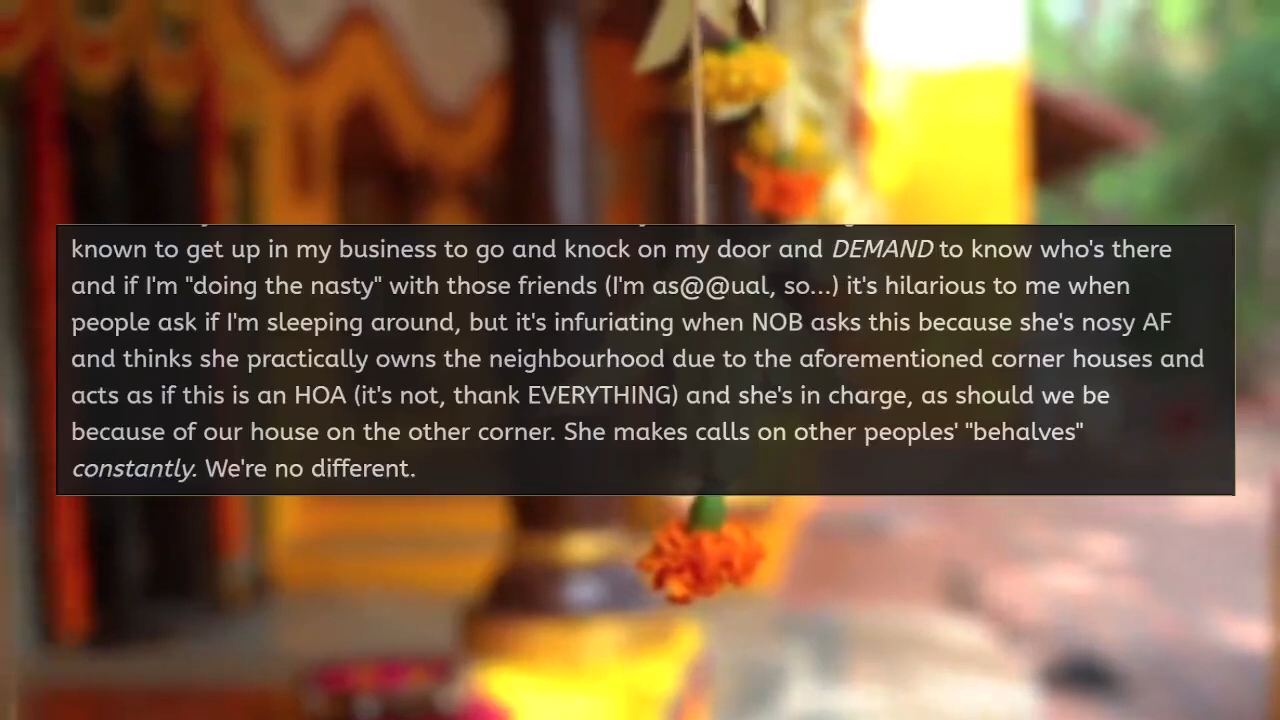 known to get up in my business to go and knock on my door and DEMAND to know who's there
and if I'm "doing the nasty" with those friends (I'm as@@ual, so...) it's hilarious to me when
people ask if I'm sleeping around, but it's infuriating when NOB asks this because she's nosy AF
and thinks she practically owns the neighbourhood due to the aforementioned corner houses and
acts as if this is an HOA (it's not, thank EVERYTHING) and she's in charge, as should we be
because of our house on the other corner. She makes calls on other peoples' "behalves"
constantly. We're no different.